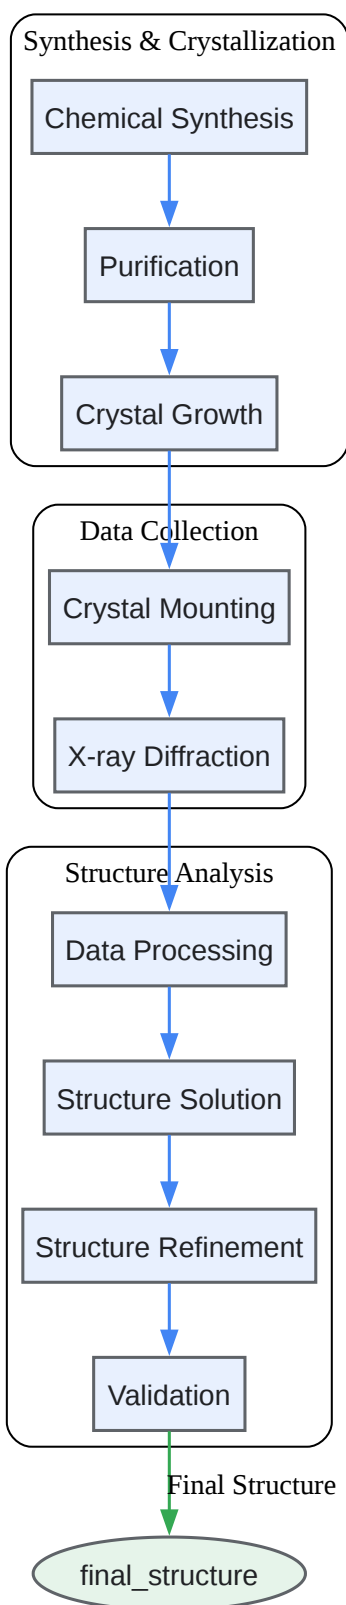 Synthesis & Crystallization
Chemical Synthesis
Purification
Crystal Growth
Data Collection
Crystal Mounting
X-ray Diffraction
Structure Analysis
Data Processing
Structure Solution
Structure Refinement
Validation
Final Structure
final_structure